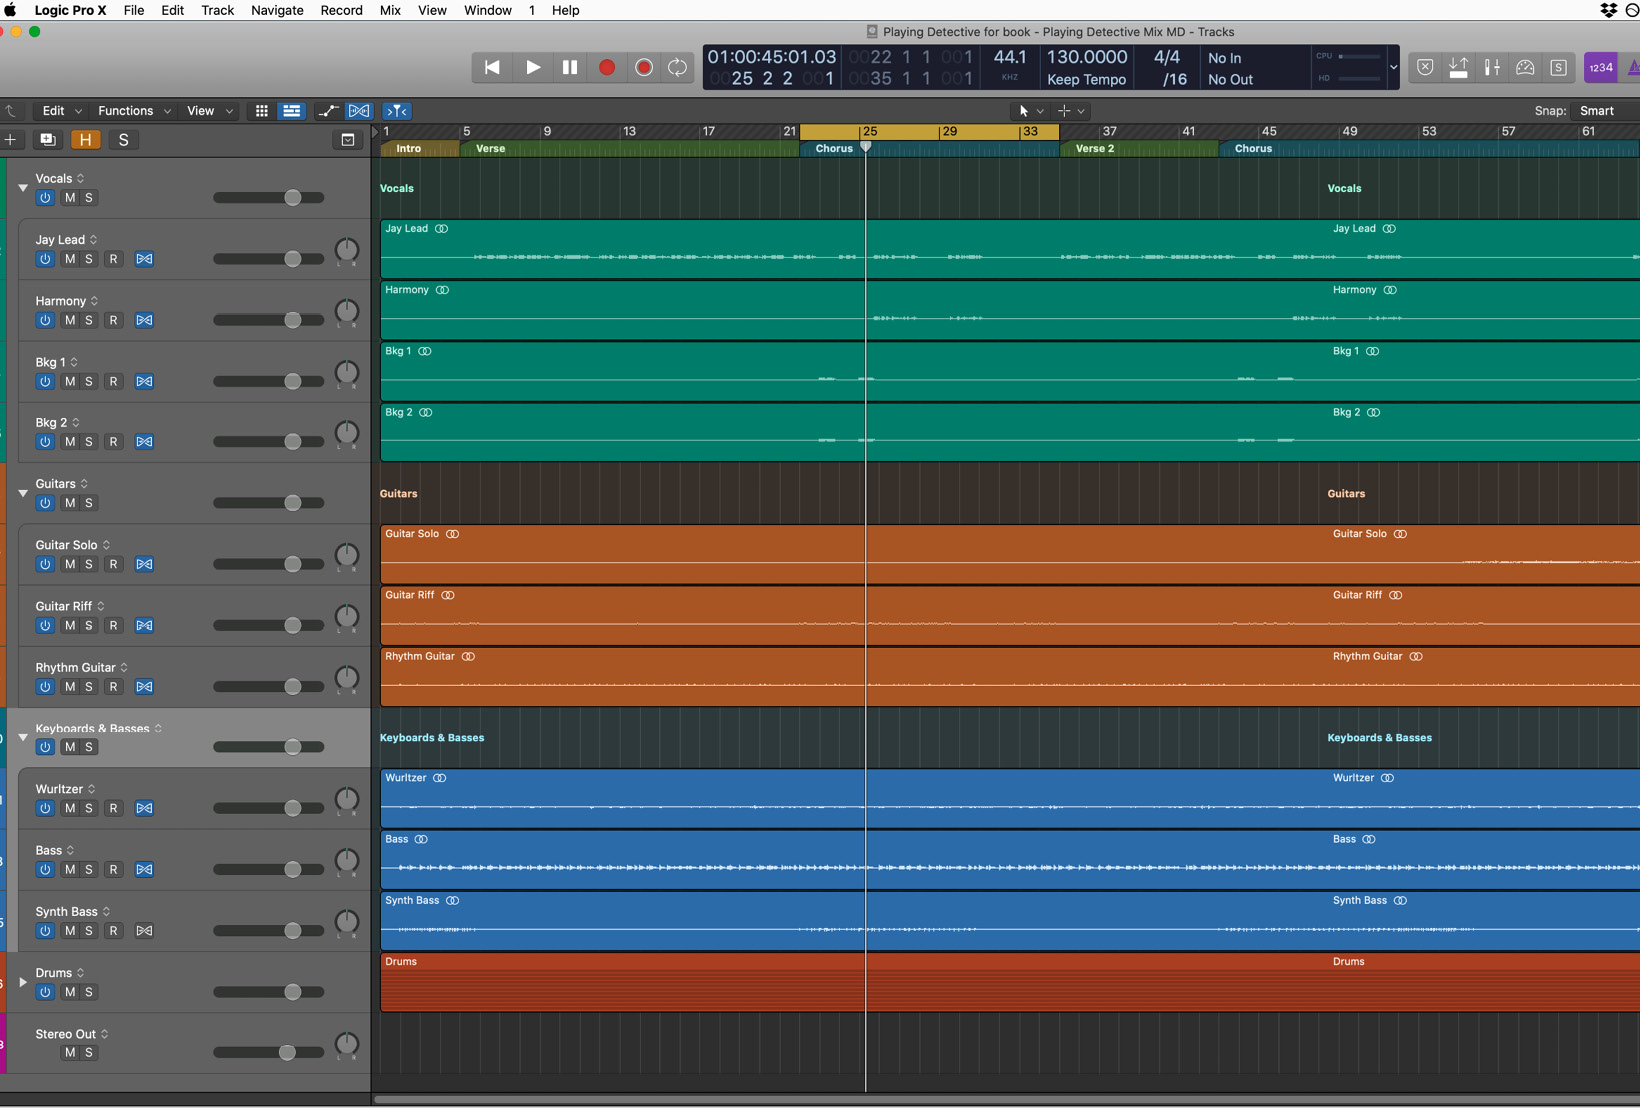 Logic Pro X File Edit Track Navigate Record Mix View Window 1 Help
Playing Detective for book - Playing Detective Mix MD - Tracks
01:00:45:01.03 0022 1 1 001 44.1 130.0000 4/4 No In CPU
0025 2 2 001 0035 1 1 001 KHZ Keep Tempo /16 No Out HD
S 1234
Edit Functions View Snap: Smart
H S 1 5 9 13 17 21 25 29 33 37 41 45 49 53 57 61
Intro Verse Chorus Verse 2 Chorus
Vocals
M S
Vocals Vocals
Jay Lead
M S R
L R
Jay Lead Jay Lead
Harmony
M S R
L R
Harmony Harmony
Bkg 1
M S R
L R
Bkg 1 Bkg 1
Bkg 2
M S R
L R
Bkg 2 Bkg 2
Guitars
M S
Guitars Guitars
Guitar Solo
M S R
L R
Guitar Solo Guitar Solo
Guitar Riff
M S R
L R
Guitar Riff Guitar Riff
Rhythm Guitar
M S R
L R
Rhythm Guitar Rhythm Guitar
Keyboards & Basses
M S
Keyboards & Basses Keyboards & Basses
Wurltzer
M S R
L R
Wurltzer Wurltzer
Bass
M S R
L R
Bass Bass
Synth Bass
M S R
L R
Synth Bass Synth Bass
Drums
M S
Drums Drums
Stereo Out
M S
L R